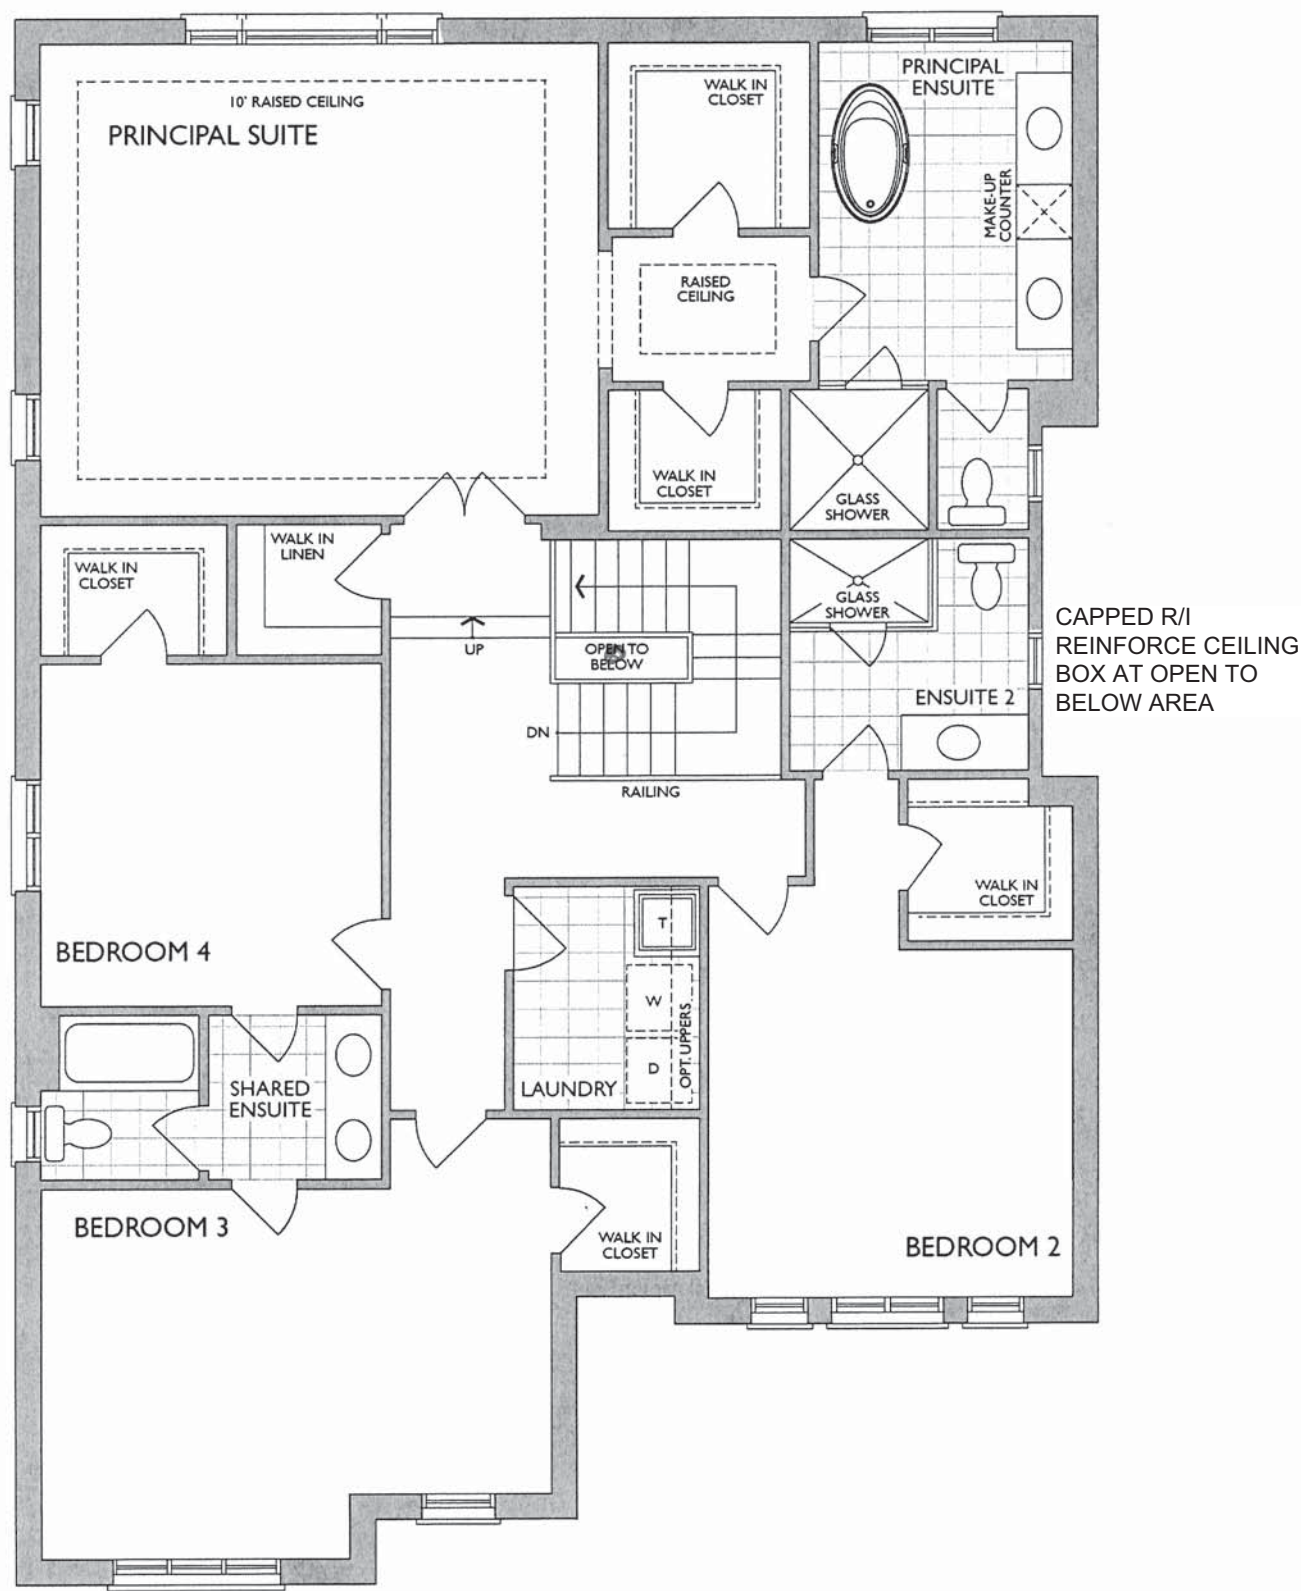 10' RAISED CEILING
PRINCIPAL SUITE
WALK IN
CLOSET
PRINCIPAL
ENSUITE
MAKE-UP
COUNTER
RAISED
CEILING
WALK IN
CLOSET
GLASS
SHOWER
WALK IN
CLOSET
WALK IN
LINEN
UP
OPEN TO
BELOW
GLASS
SHOWER
ENSUITE 2
CAPPED R/I
REINFORCE CEILING
BOX AT OPEN TO
BELOW AREA
DN
RAILING
WALK IN
CLOSET
BEDROOM 4
T
W
D
OPT. UPPERS
LAUNDRY
SHARED
ENSUITE
BEDROOM 3
WALK IN
CLOSET
BEDROOM 2